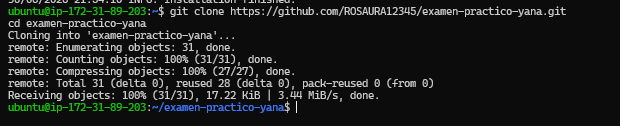 ubuntu@ip-172-31-89-203:~$ git clone https://github.com/ROSAURA12345/examen-practico-yana.git
cd examen-practico-yana
Cloning into 'examen-practico-yana'...
remote: Enumerating objects: 31, done.
remote: Counting objects: 100% (31/31), done.
remote: Compressing objects: 100% (27/27), done.
remote: Total 31 (delta 0), reused 28 (delta 0), pack-reused 0 (from 0)
Receiving objects: 100% (31/31), 17.22 KiB | 3.44 MiB/s, done.
ubuntu@ip-172-31-89-203:~/examen-practico-yana$